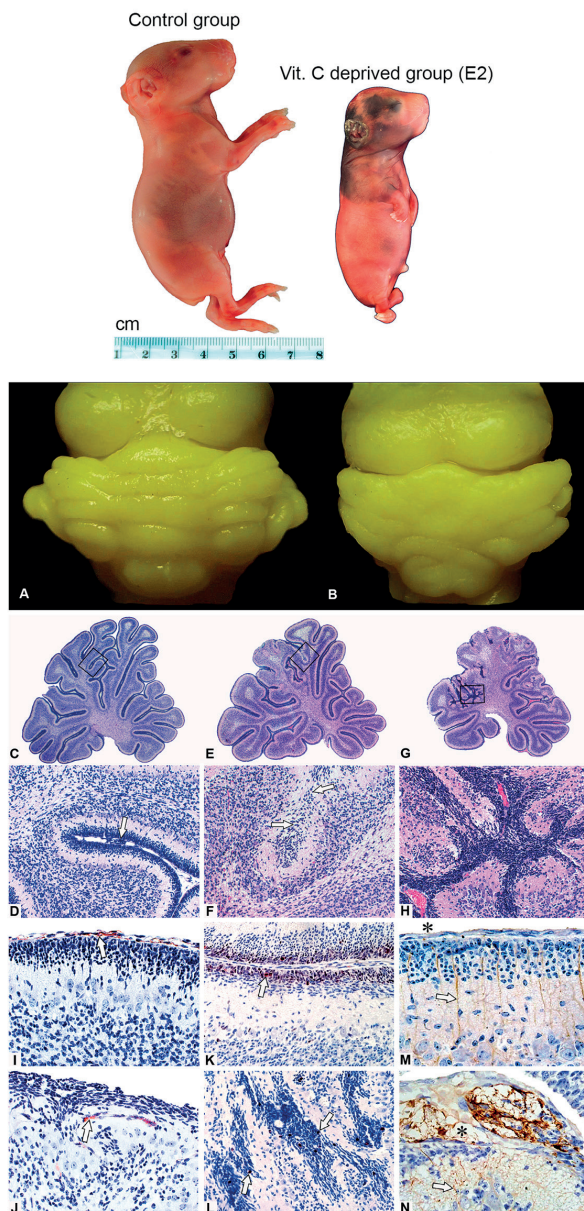 Control group
Vit. C deprived group (E2)
cm
1 2 3 4 5 6 7 8
A B
C E G
D F H
*
I K M
*
J L N